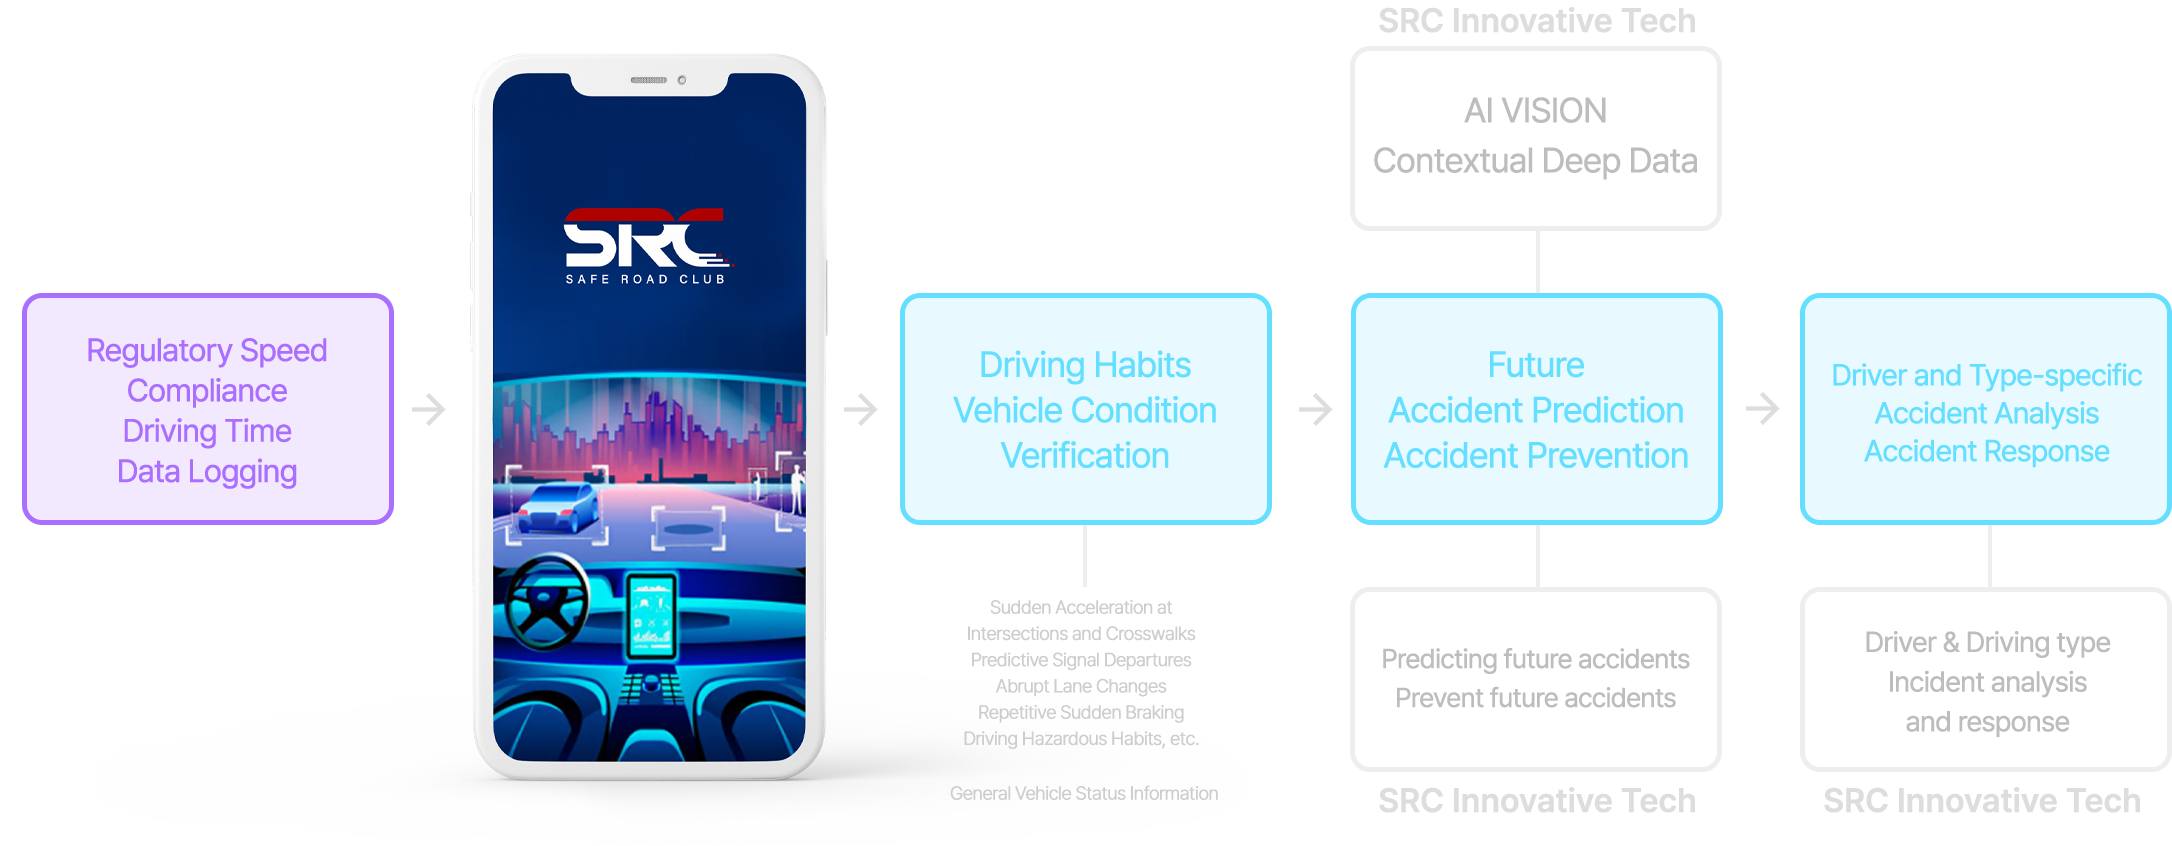 Regulatory Speed
Compliance
Driving Time
Data Logging
SRC
SAFE ROAD CLUB
Driving Habits
Vehicle Condition
Verification
Sudden Acceleration at
Intersections and Crosswalks
Predictive Signal Departures
Abrupt Lane Changes
Repetitive Sudden Braking
Driving Hazardous Habits, etc.
General Vehicle Status Information
SRC Innovative Tech
AI VISION
Contextual Deep Data
Future
Accident Prediction
Accident Prevention
Predicting future accidents
Prevent future accidents
SRC Innovative Tech
Driver and Type-specific
Accident Analysis
Accident Response
Driver & Driving type
Incident analysis
and response
SRC Innovative Tech